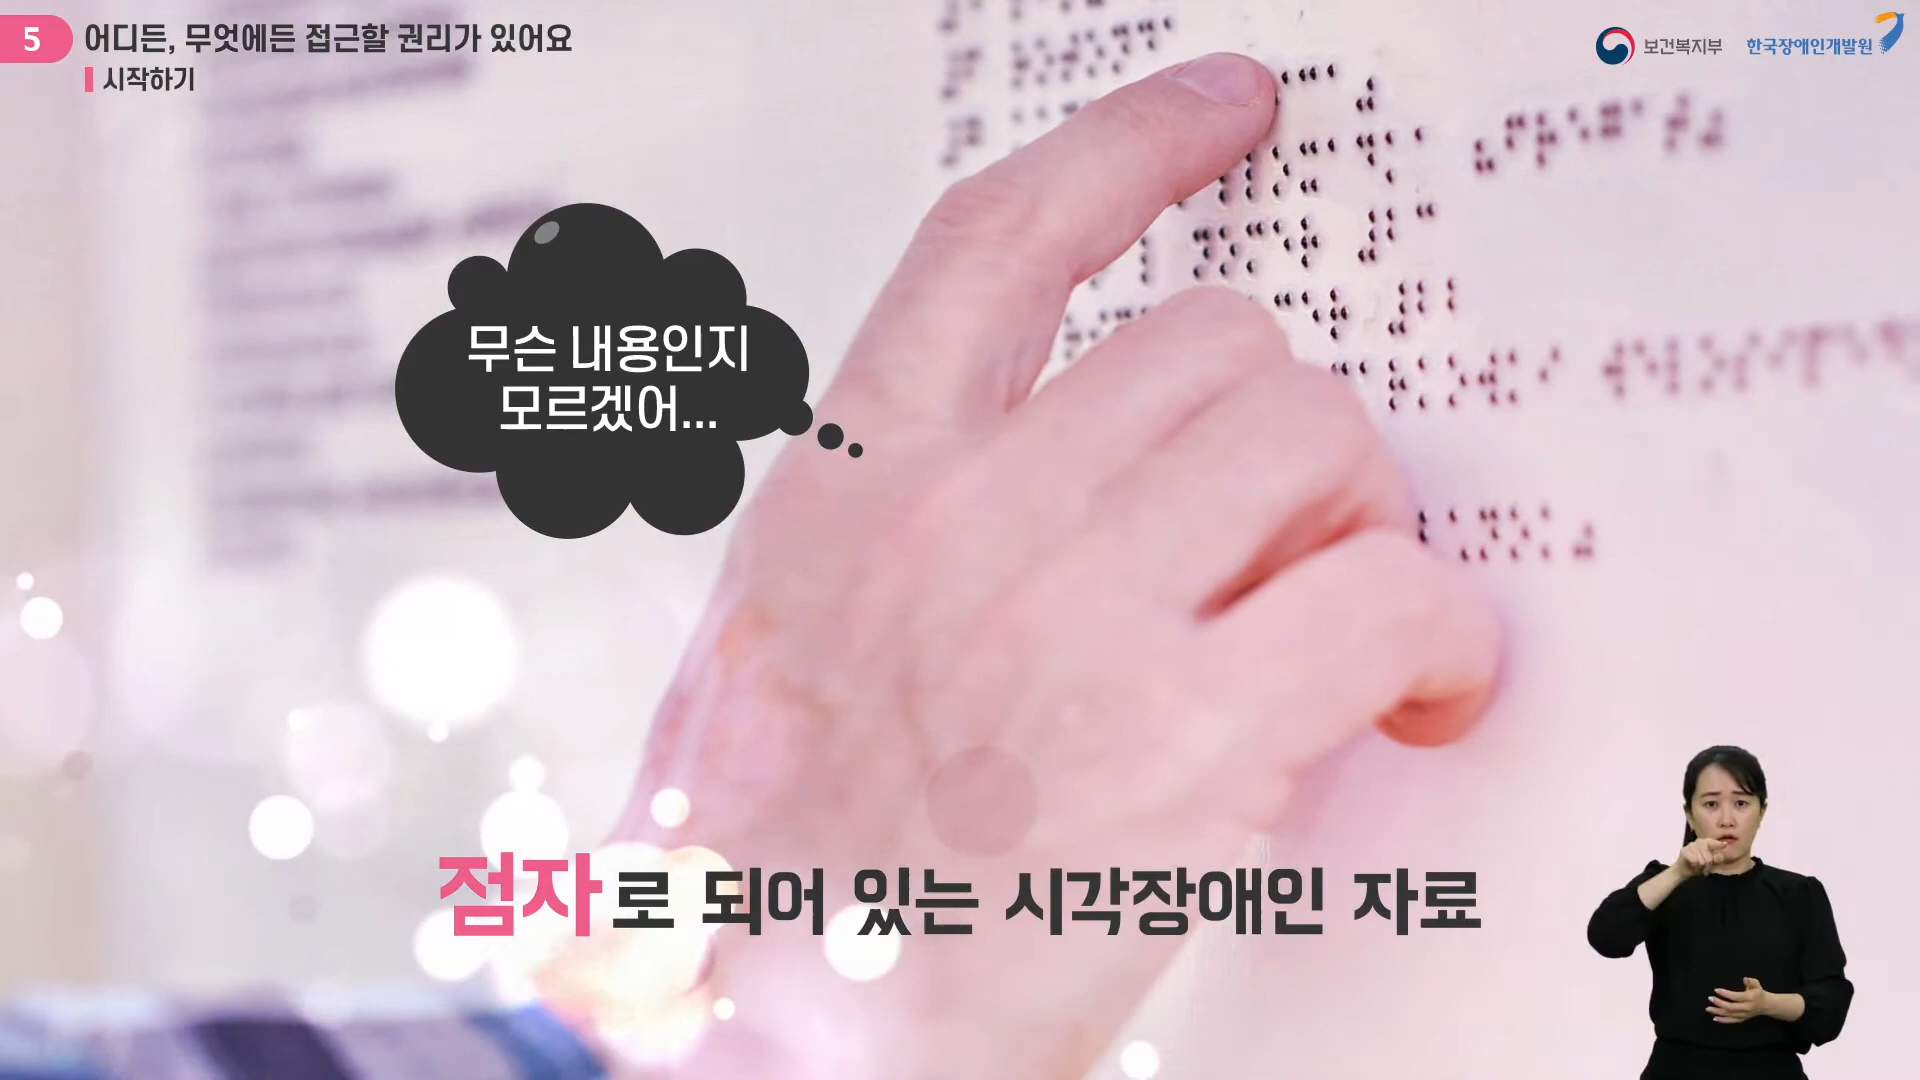 5
어디든, 무엇에든 접근할 권리가 있어요
시작하기
보건복지부
한국장애인개발원
무슨 내용인지
모르겠어...
점자로 되어 있는 시각장애인 자료